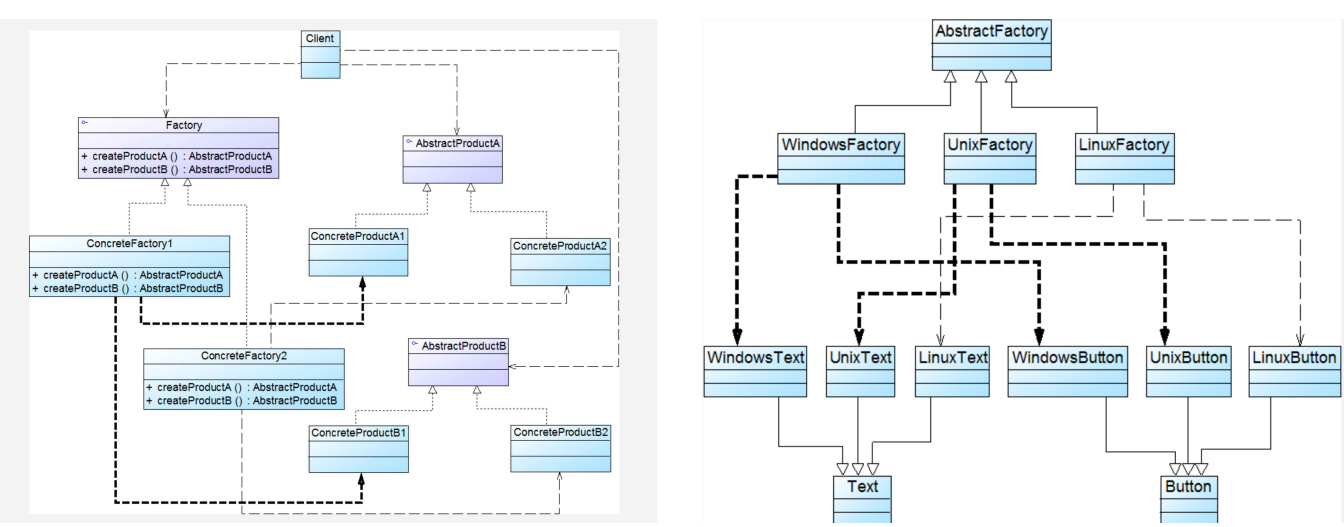 Client
Factory
+ createProductA () : AbstractProductA
+ createProductB () : AbstractProductB
AbstractProductA
ConcreteFactory1
+ createProductA () : AbstractProductA
+ createProductB () : AbstractProductB
ConcreteProductA1
ConcreteProductA2
ConcreteFactory2
+ createProductA () : AbstractProductA
+ createProductB () : AbstractProductB
AbstractProductB
ConcreteProductB1
ConcreteProductB2
AbstractFactory
WindowsFactory
UnixFactory
LinuxFactory
WindowsText
UnixText
LinuxText
WindowsButton
UnixButton
LinuxButton
Text
Button